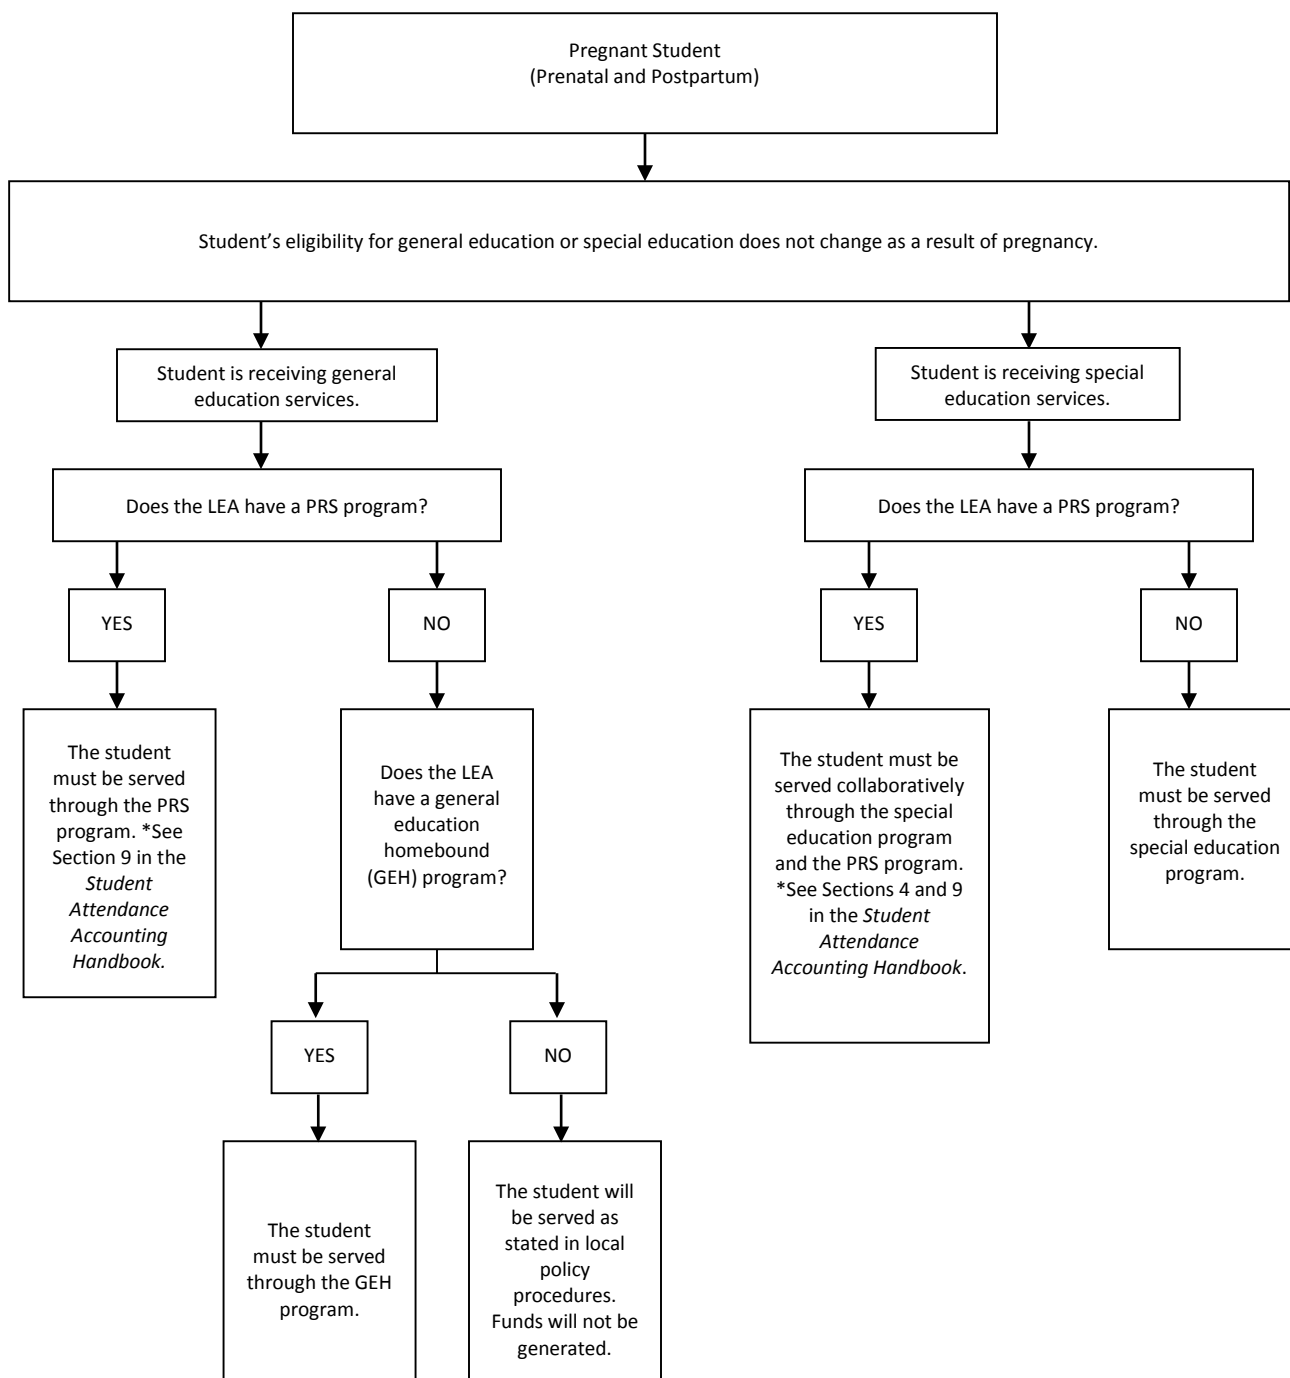 Pregnant Student
(Prenatal and Postpartum)
Student’s eligibility for general education or special education does not change as a result of pregnancy.
Student is receiving general
education services.
Student is receiving special
education services.
Does the LEA have a PRS program?
Does the LEA have a PRS program?
YES
NO
YES
NO
The student
must be served
through the PRS
program. *See
Section 9 in the
Student
Attendance
Accounting
Handbook.
Does the LEA
have a general
education
homebound
(GEH) program?
The student must be
served collaboratively
through the special
education program
and the PRS program.
*See Sections 4 and 9
in the Student
Attendance
Accounting Handbook.
The student
must be served
through the
special education
program.
YES
NO
The student
must be served
through the GEH
program.
The student will
be served as
stated in local
policy
procedures.
Funds will not be
generated.